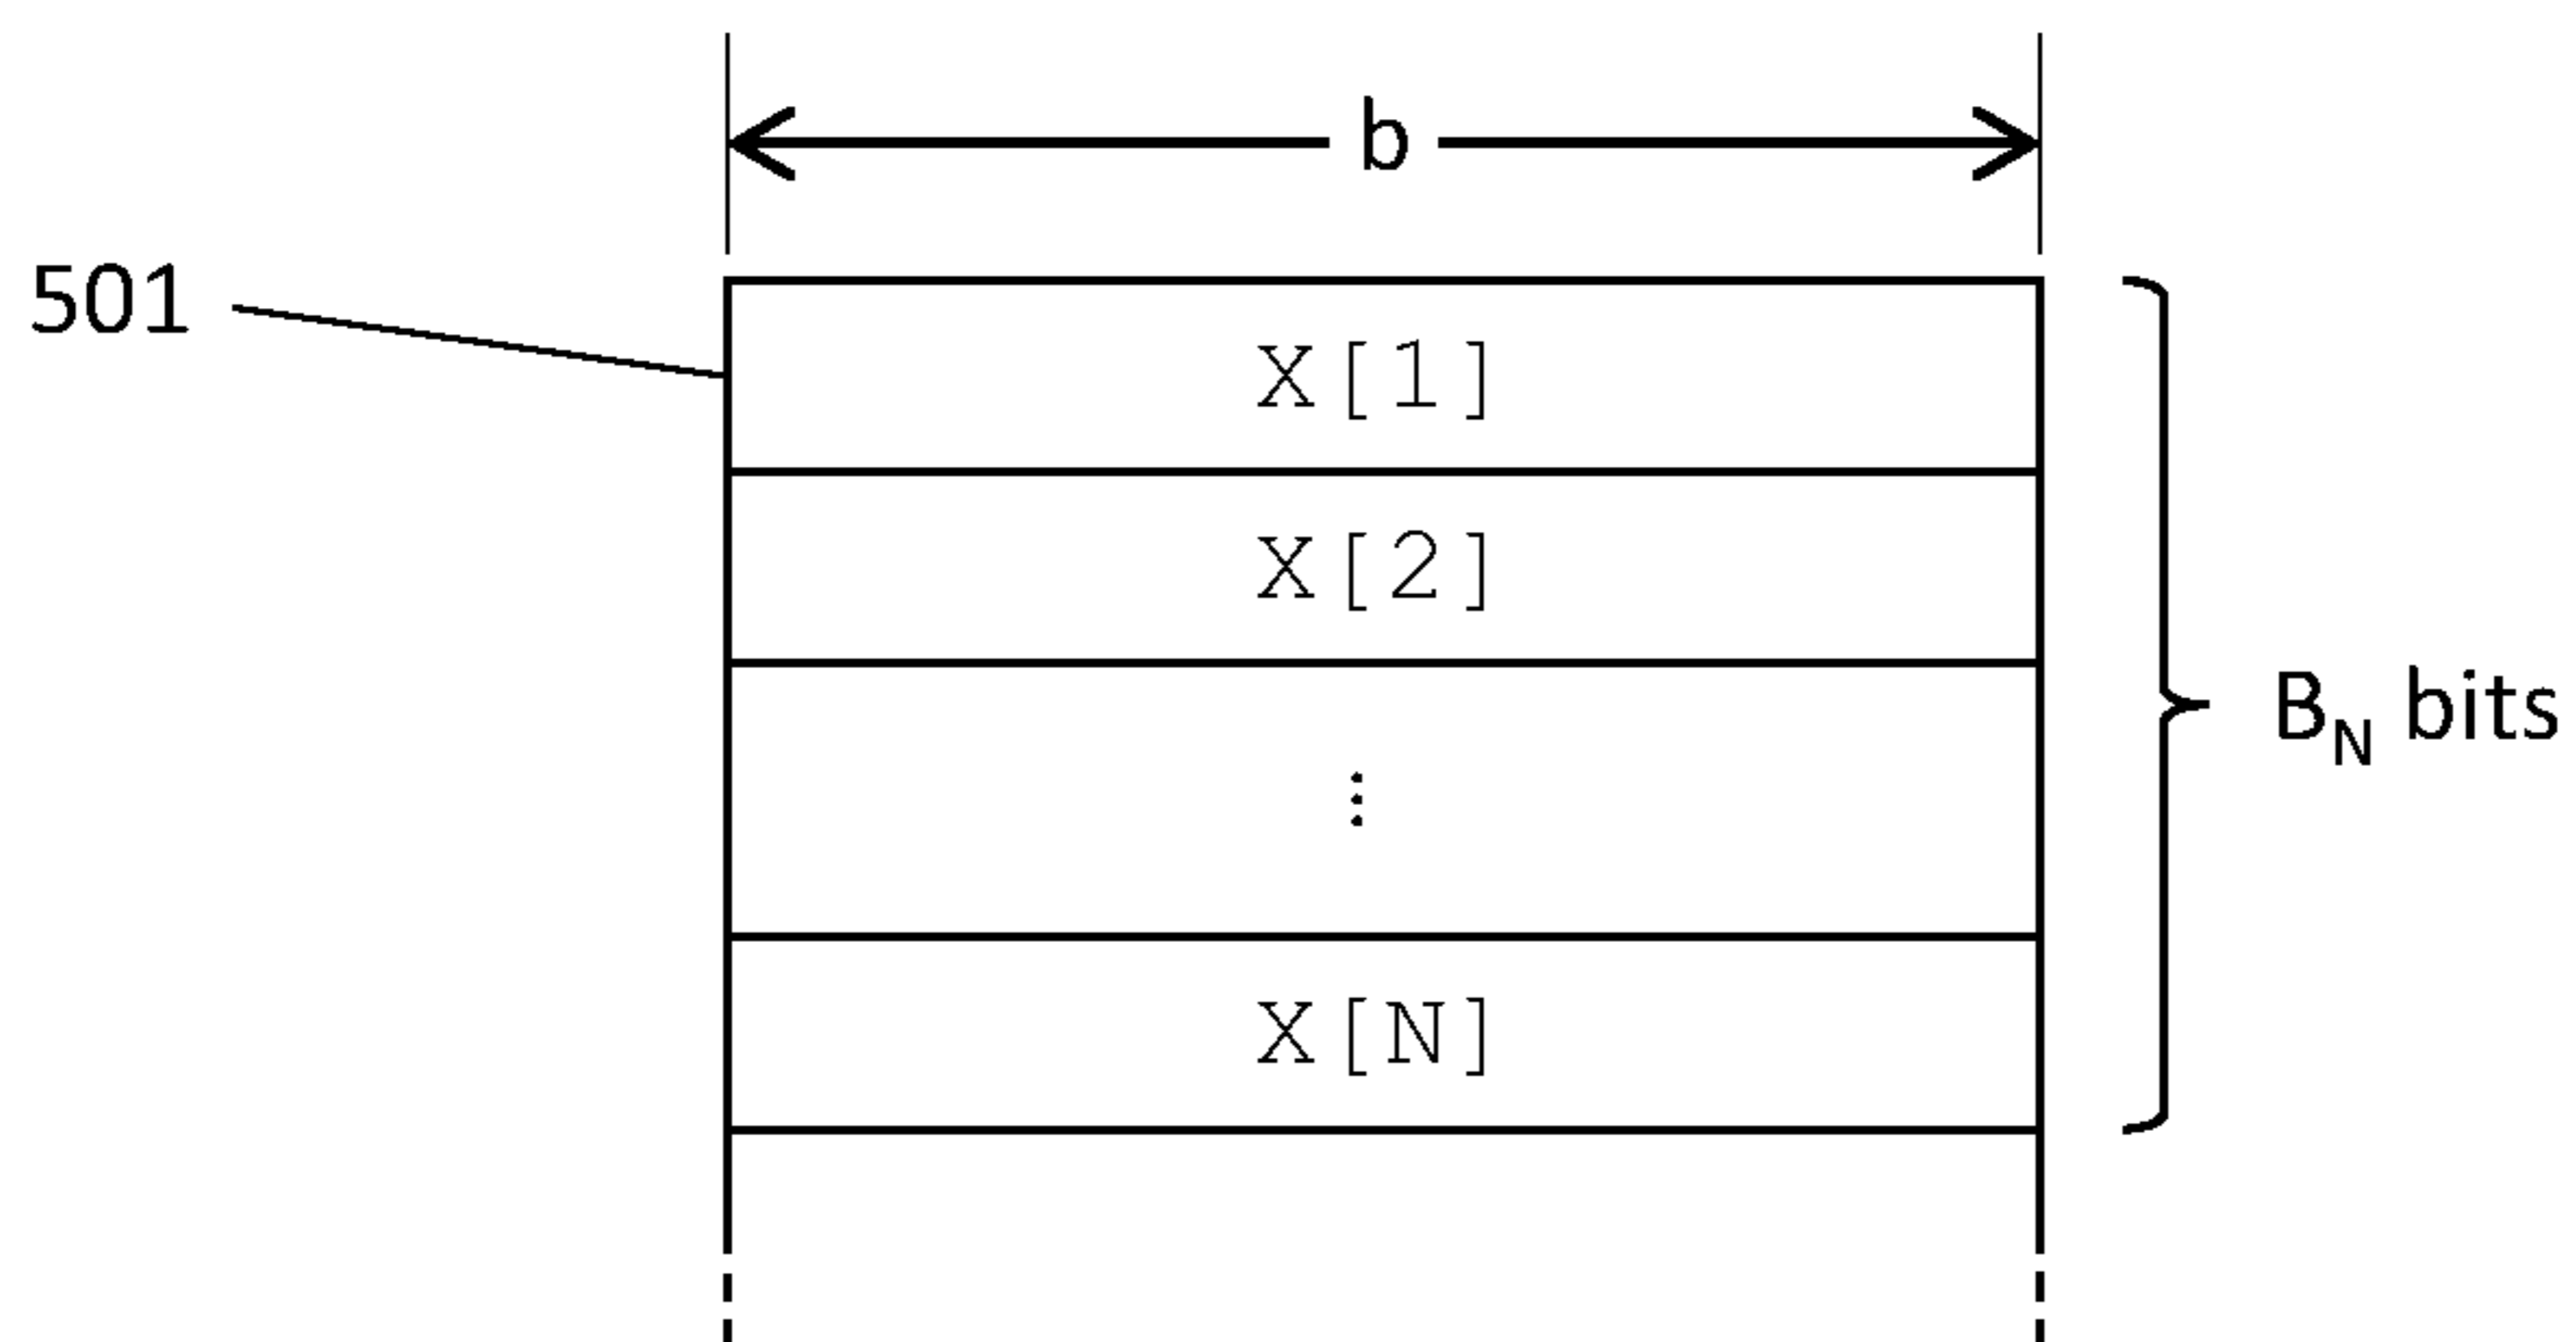 b
501
X[1]
X[2]
⋮
X[N]
B_N bits